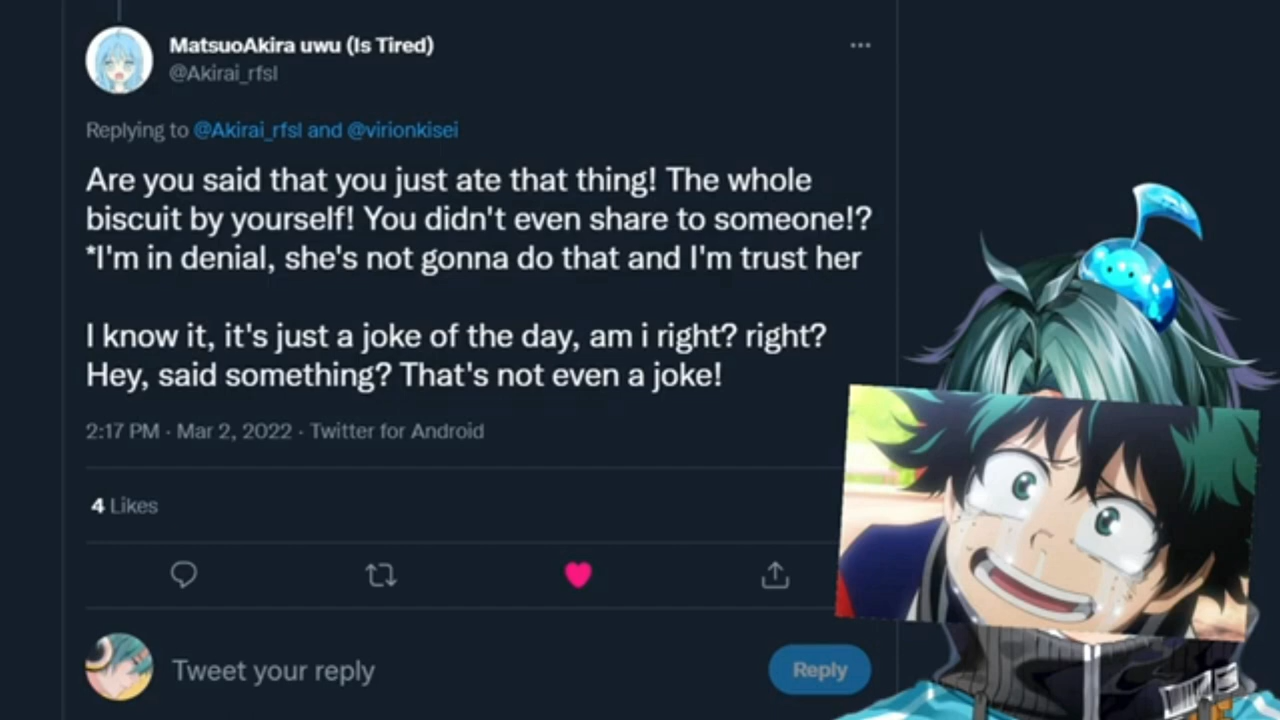 MatsuoAkira uwu (Is Tired)
@Akirai_rfsl
Replying to @Akirai_rfsl and @virionkisei
Are you said that you just ate that thing! The whole
biscuit by yourself! You didn't even share to someone!?
*I'm in denial, she's not gonna do that and I'm trust her
I know it, it's just a joke of the day, am i right? right?
Hey, said something? That's not even a joke!
2:17 PM · Mar 2, 2022 · Twitter for Android
4 Likes
Tweet your reply
Reply